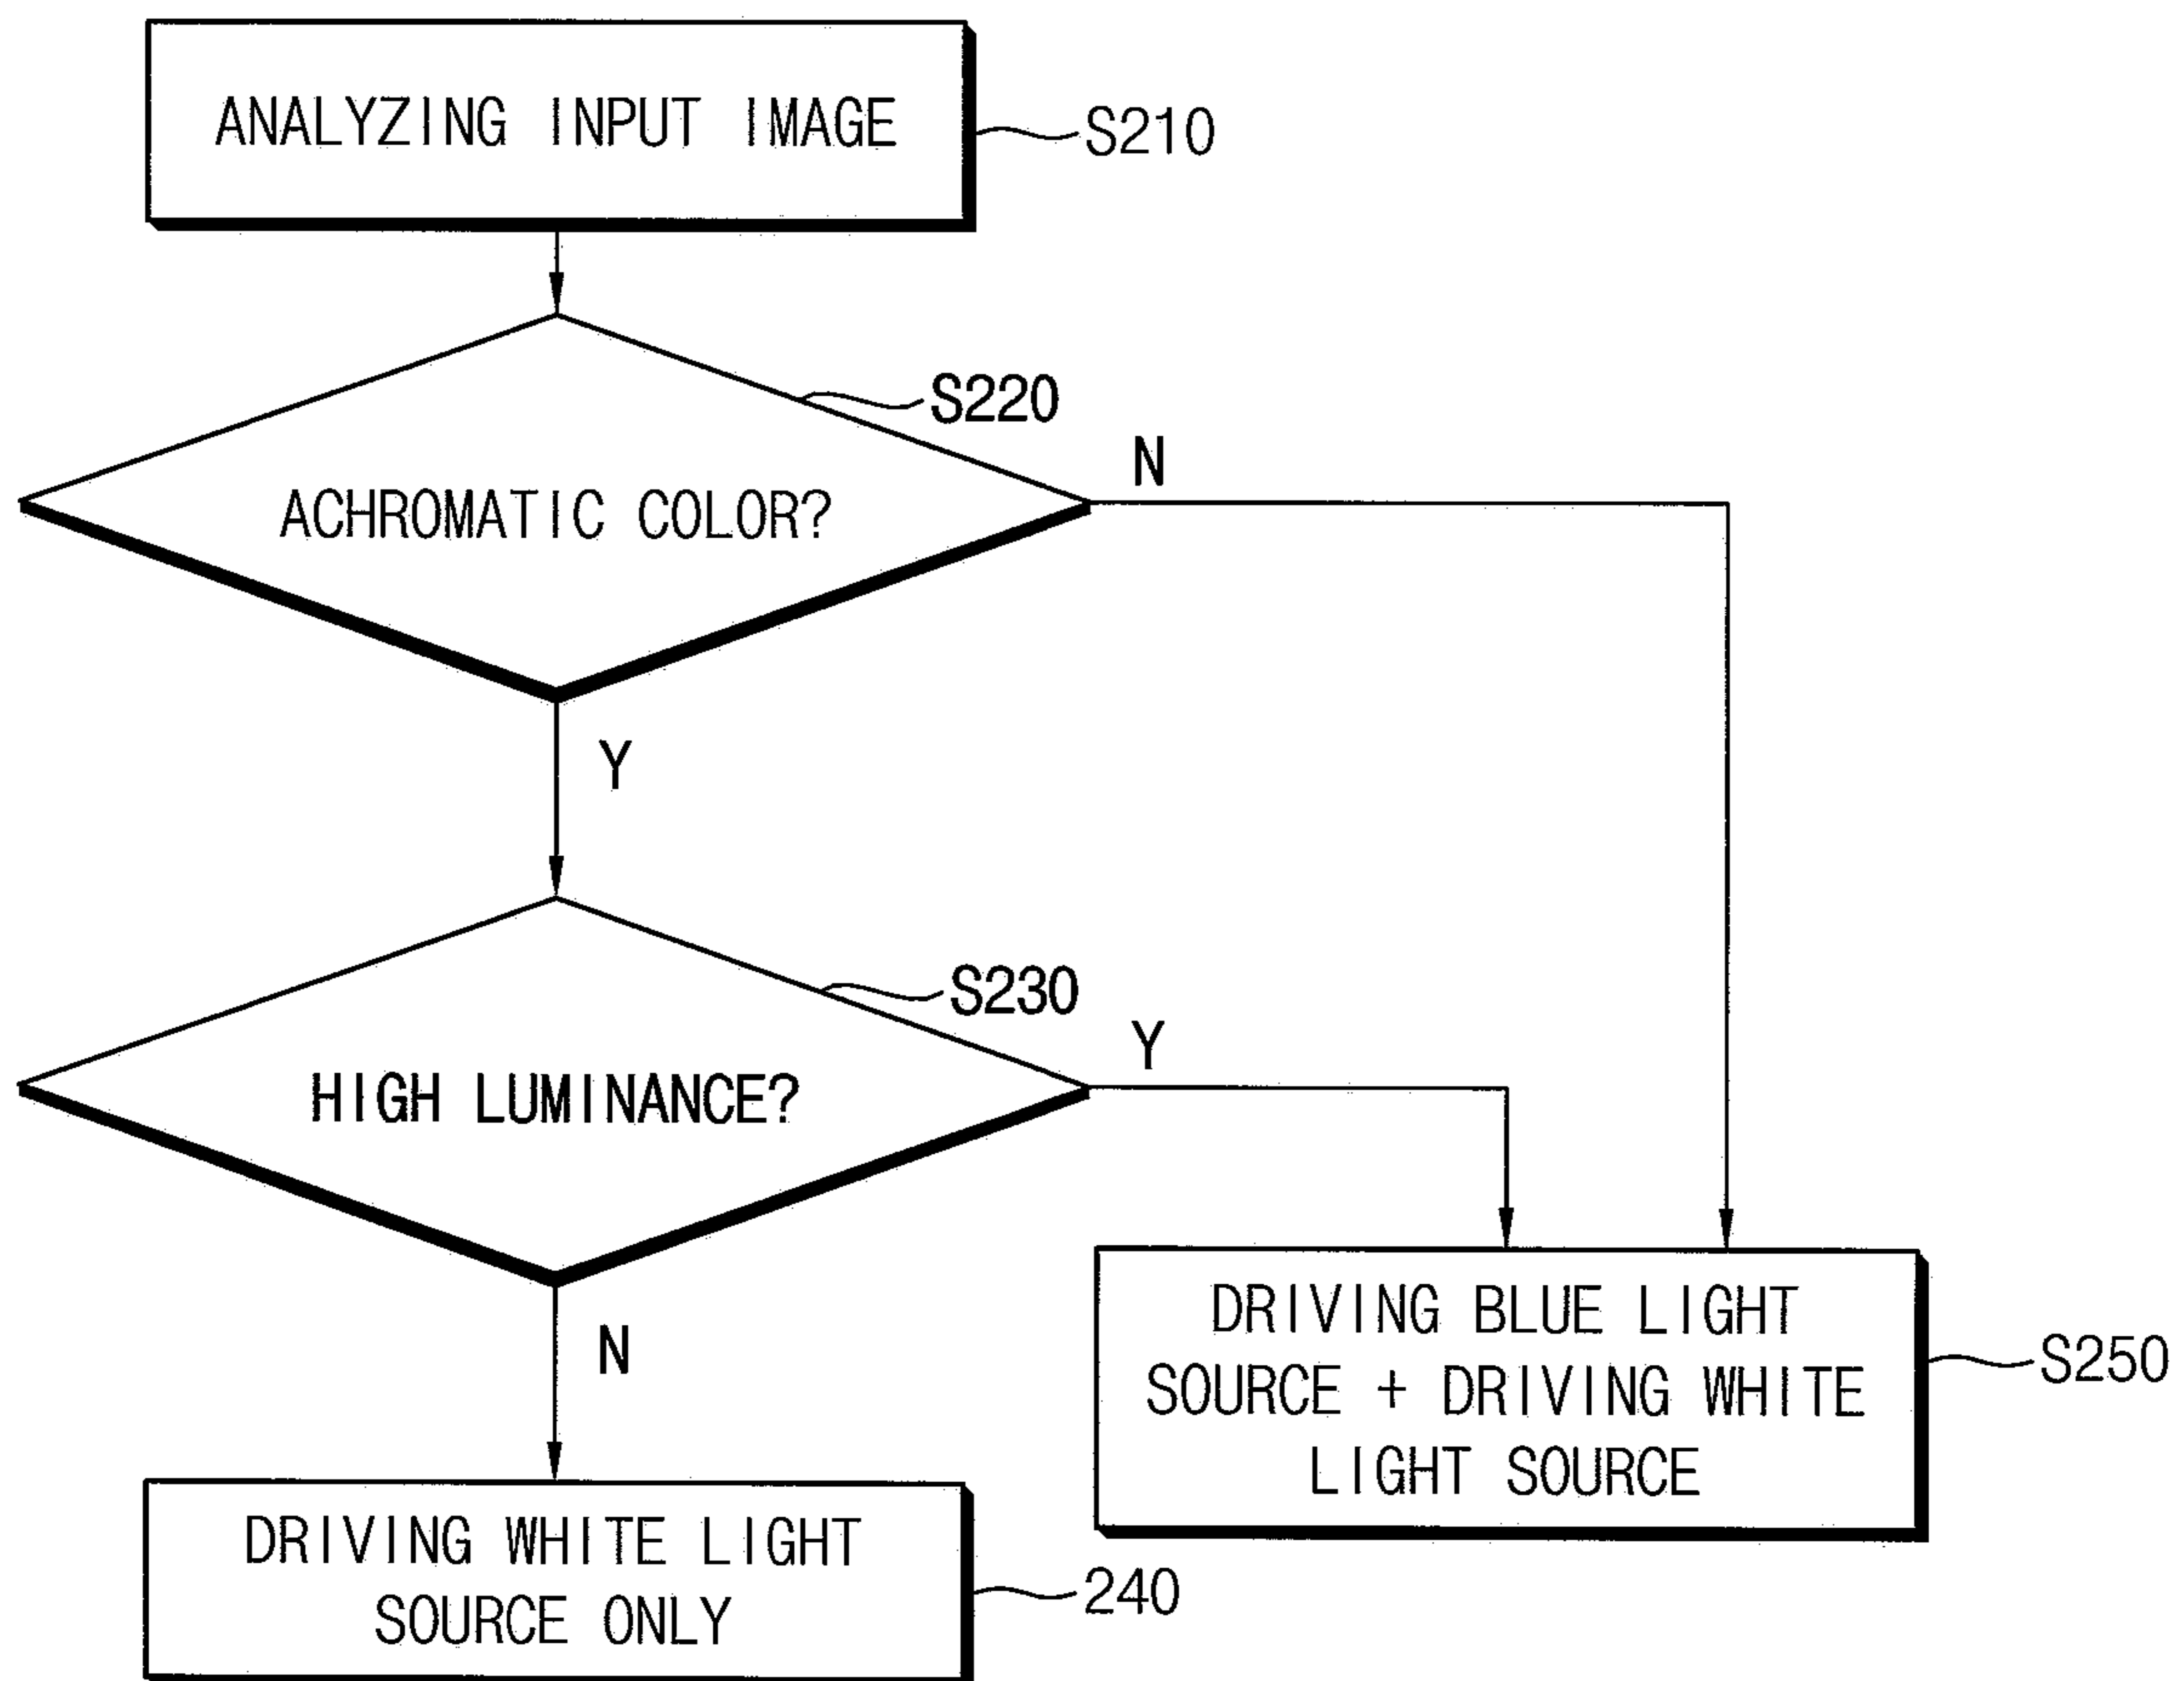 ANALYZING INPUT IMAGE
S210
S220
N
ACHROMATIC COLOR?
Y
S230
Y
HIGH LUMINANCE?
N
DRIVING BLUE LIGHT
SOURCE + DRIVING WHITE
LIGHT SOURCE
S250
DRIVING WHITE LIGHT
SOURCE ONLY
240